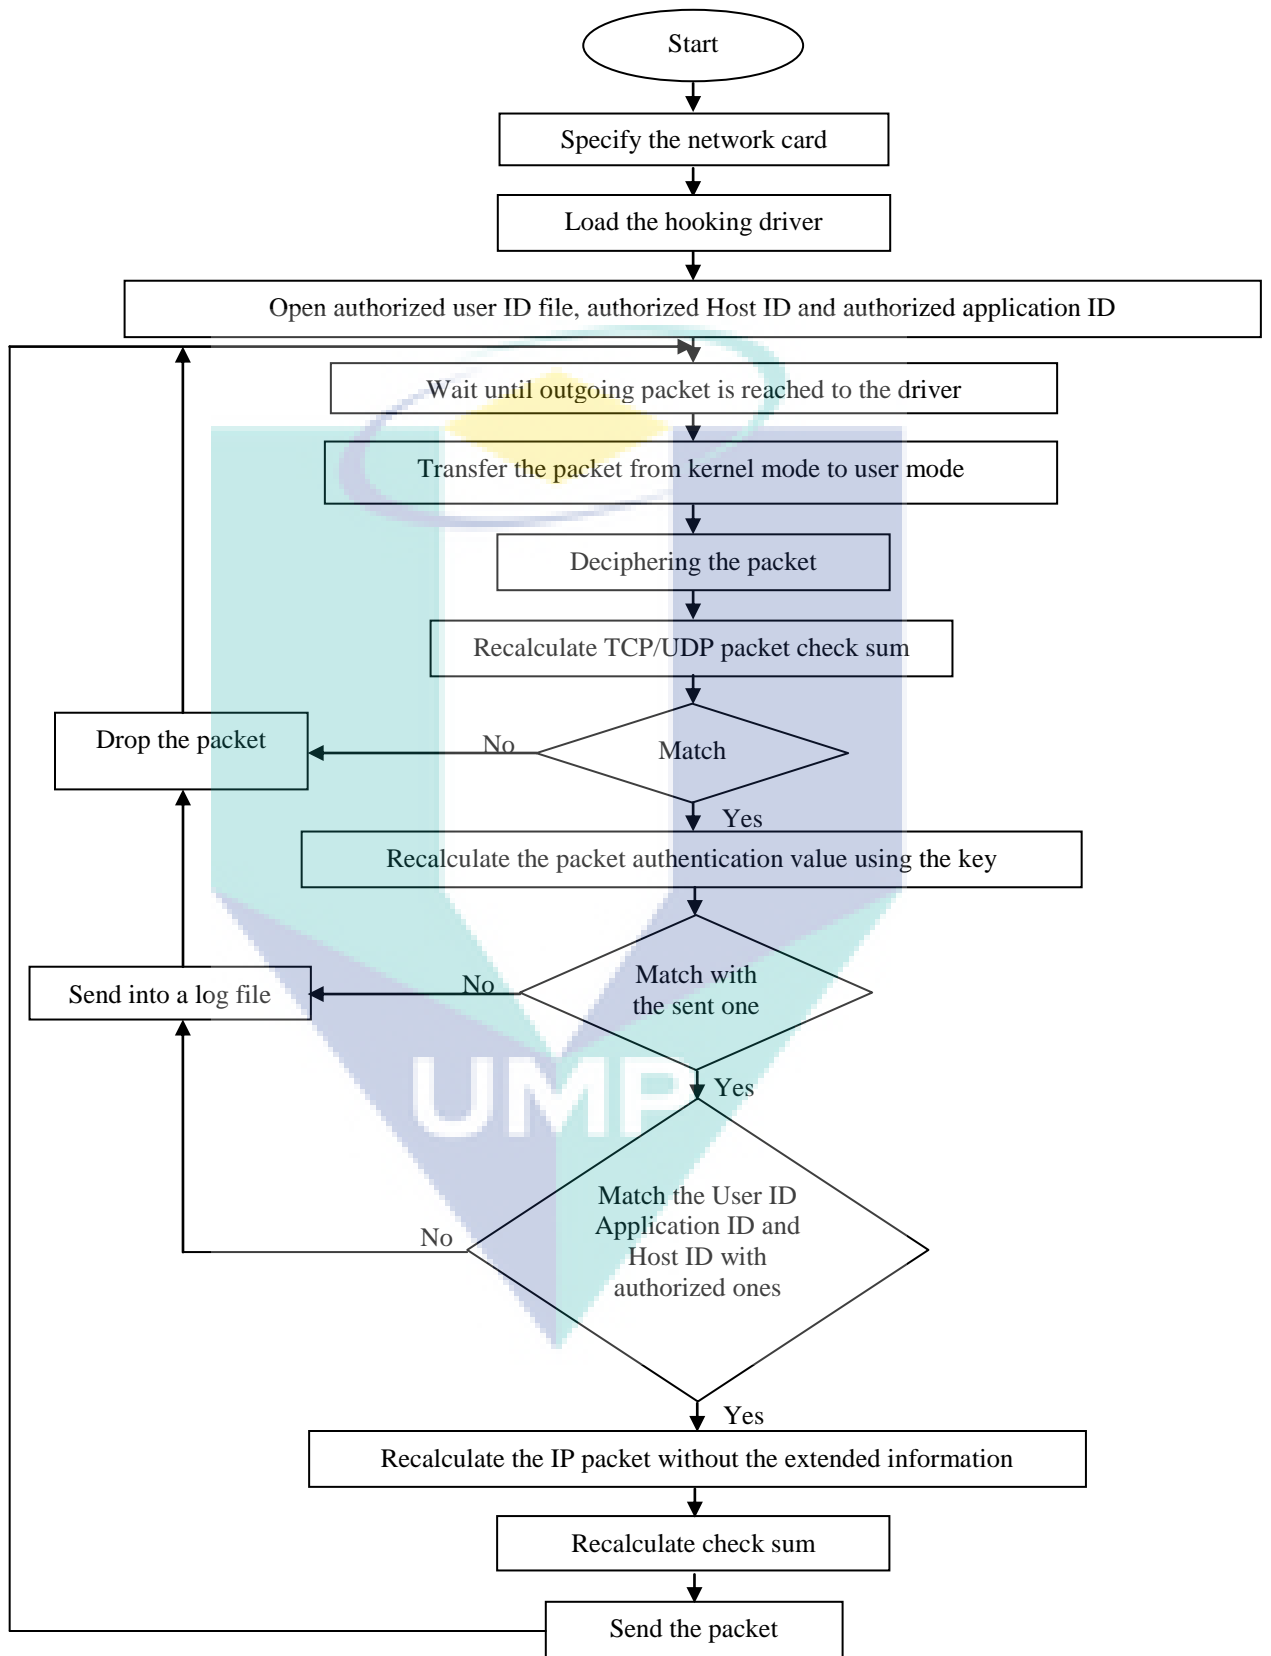 Start
Specify the network card
Load the hooking driver
Open authorized user ID file, authorized Host ID and authorized application ID
Wait until outgoing packet is reached to the driver
Transfer the packet from kernel mode to user mode
Deciphering the packet
Recalculate TCP/UDP packet check sum
Drop the packet
No
Match
Yes
Recalculate the packet authentication value using the key
Send into a log file
No
Match with
the sent one
UMP
Yes
No
Match the User ID
Application ID and
Host ID with
authorized ones
Yes
Recalculate the IP packet without the extended information
Recalculate check sum
Send the packet